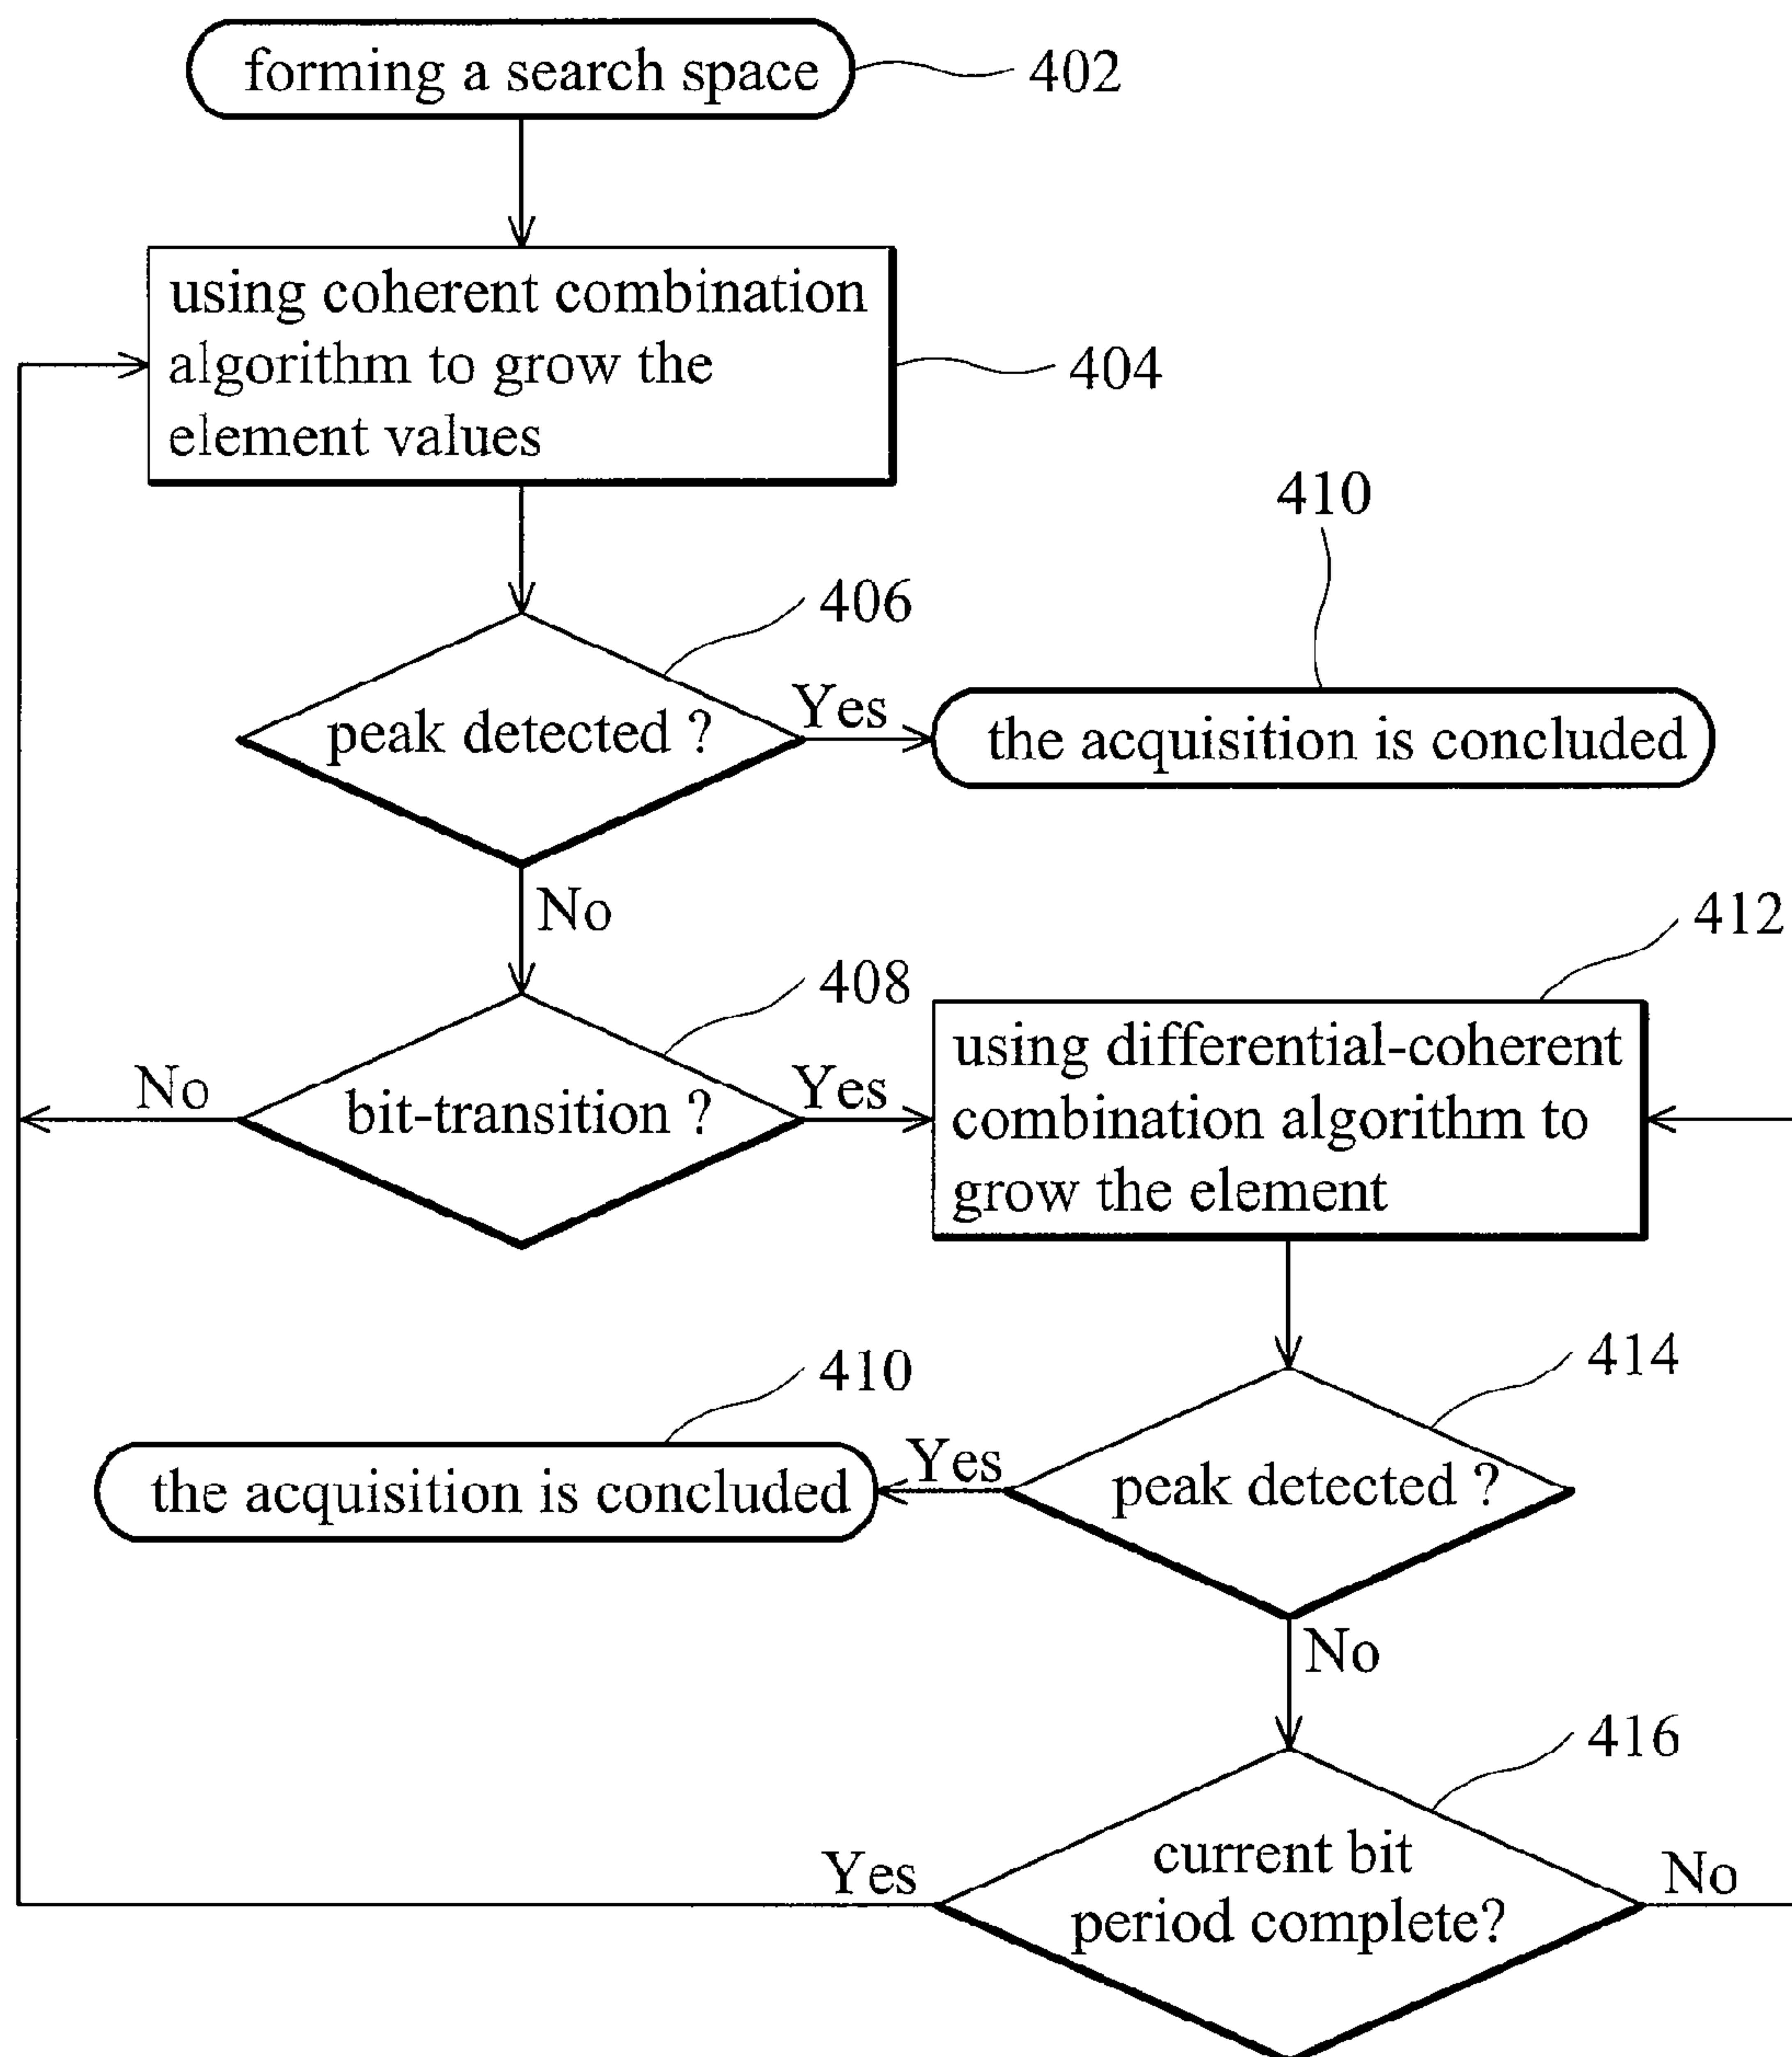 forming a search space
402
using coherent combination
algorithm to grow the
element values
404
410
406
peak detected ?
Yes
the acquisition is concluded
No
412
408
No
bit-transition ?
Yes
using differential-coherent
combination algorithm to
grow the element
414
410
the acquisition is concluded
Yes
peak detected ?
No
416
Yes
current bit
period complete?
No